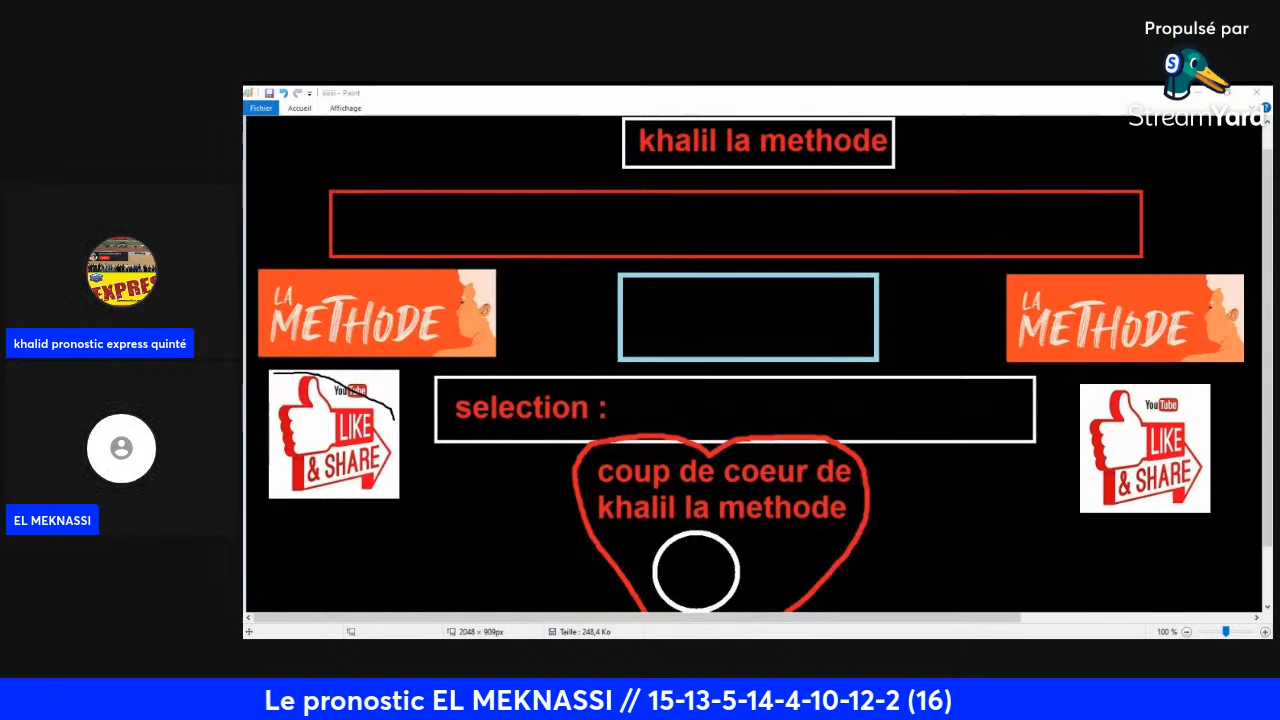 Propulsé par
StreamYard
Paint
Fichier Accueil Affichage
khalil la methode
LA METHODE
LA METHODE
YouTube
LIKE
& SHARE
selection :
YouTube
LIKE
& SHARE
coup de coeur de
khalil la methode
EXPRES
khalid pronostic express quinté
EL MEKNASSI
2048 × 909px
Taille : 248,4 Ko
100 %
Le pronostic EL MEKNASSI // 15-13-5-14-4-10-12-2 (16)